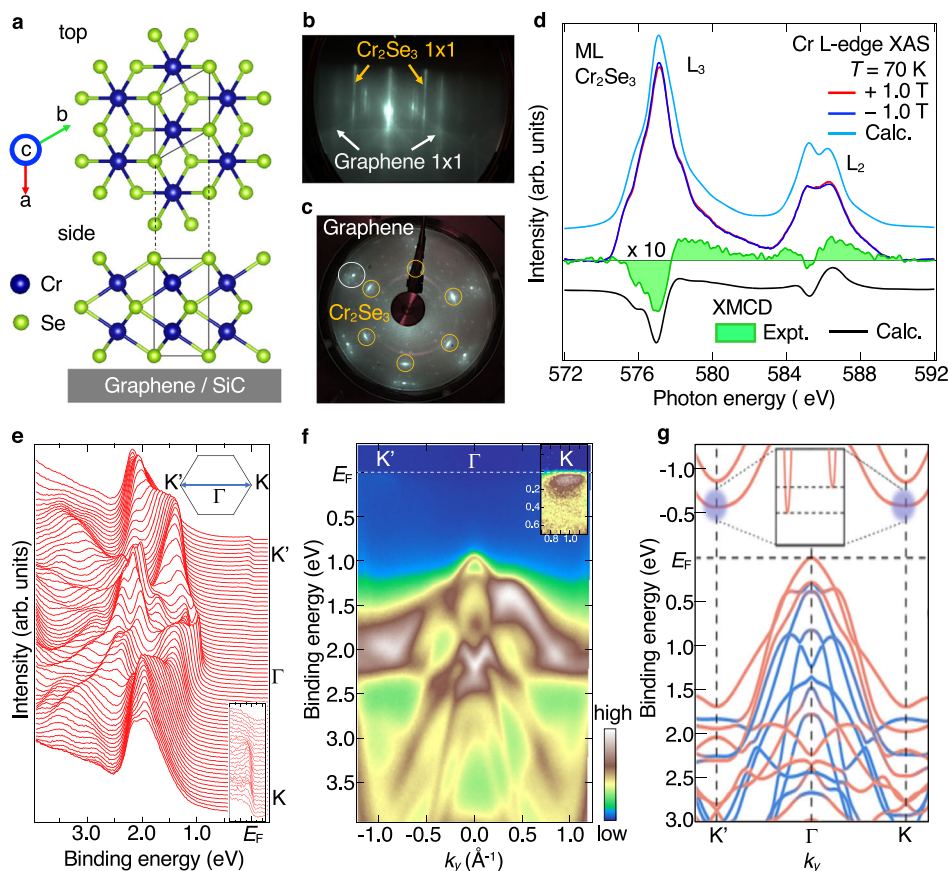 a
top
b
c
a
side
Cr
Se
Graphene / SiC
b
Cr2Se3 1x1
Graphene 1x1
c
Graphene
Cr2Se3
d
ML
Cr2Se3
L3
Cr L-edge XAS
T = 70 K
+ 1.0 T
− 1.0 T
Calc.
L2
x 10
XMCD
Expt.
Calc.
Intensity (arb. units)
572 576 580 584 588 592
Photon energy ( eV)
e
K' Γ K
K'
Γ
K
Intensity (arb. units)
3.0 2.0 1.0 EF
Binding energy (eV)
f
K' Γ K
EF
0.5
1.0
1.5
2.0
2.5
3.0
3.5
Binding energy (eV)
0.2
0.4
0.6
0.8 1.0
high
low
-1.0 -0.5 0.0 0.5 1.0
ky (Å-1)
g
-1.0
-0.5
EF
0.5
1.0
1.5
2.0
2.5
3.0
Binding energy (eV)
K' Γ K
ky